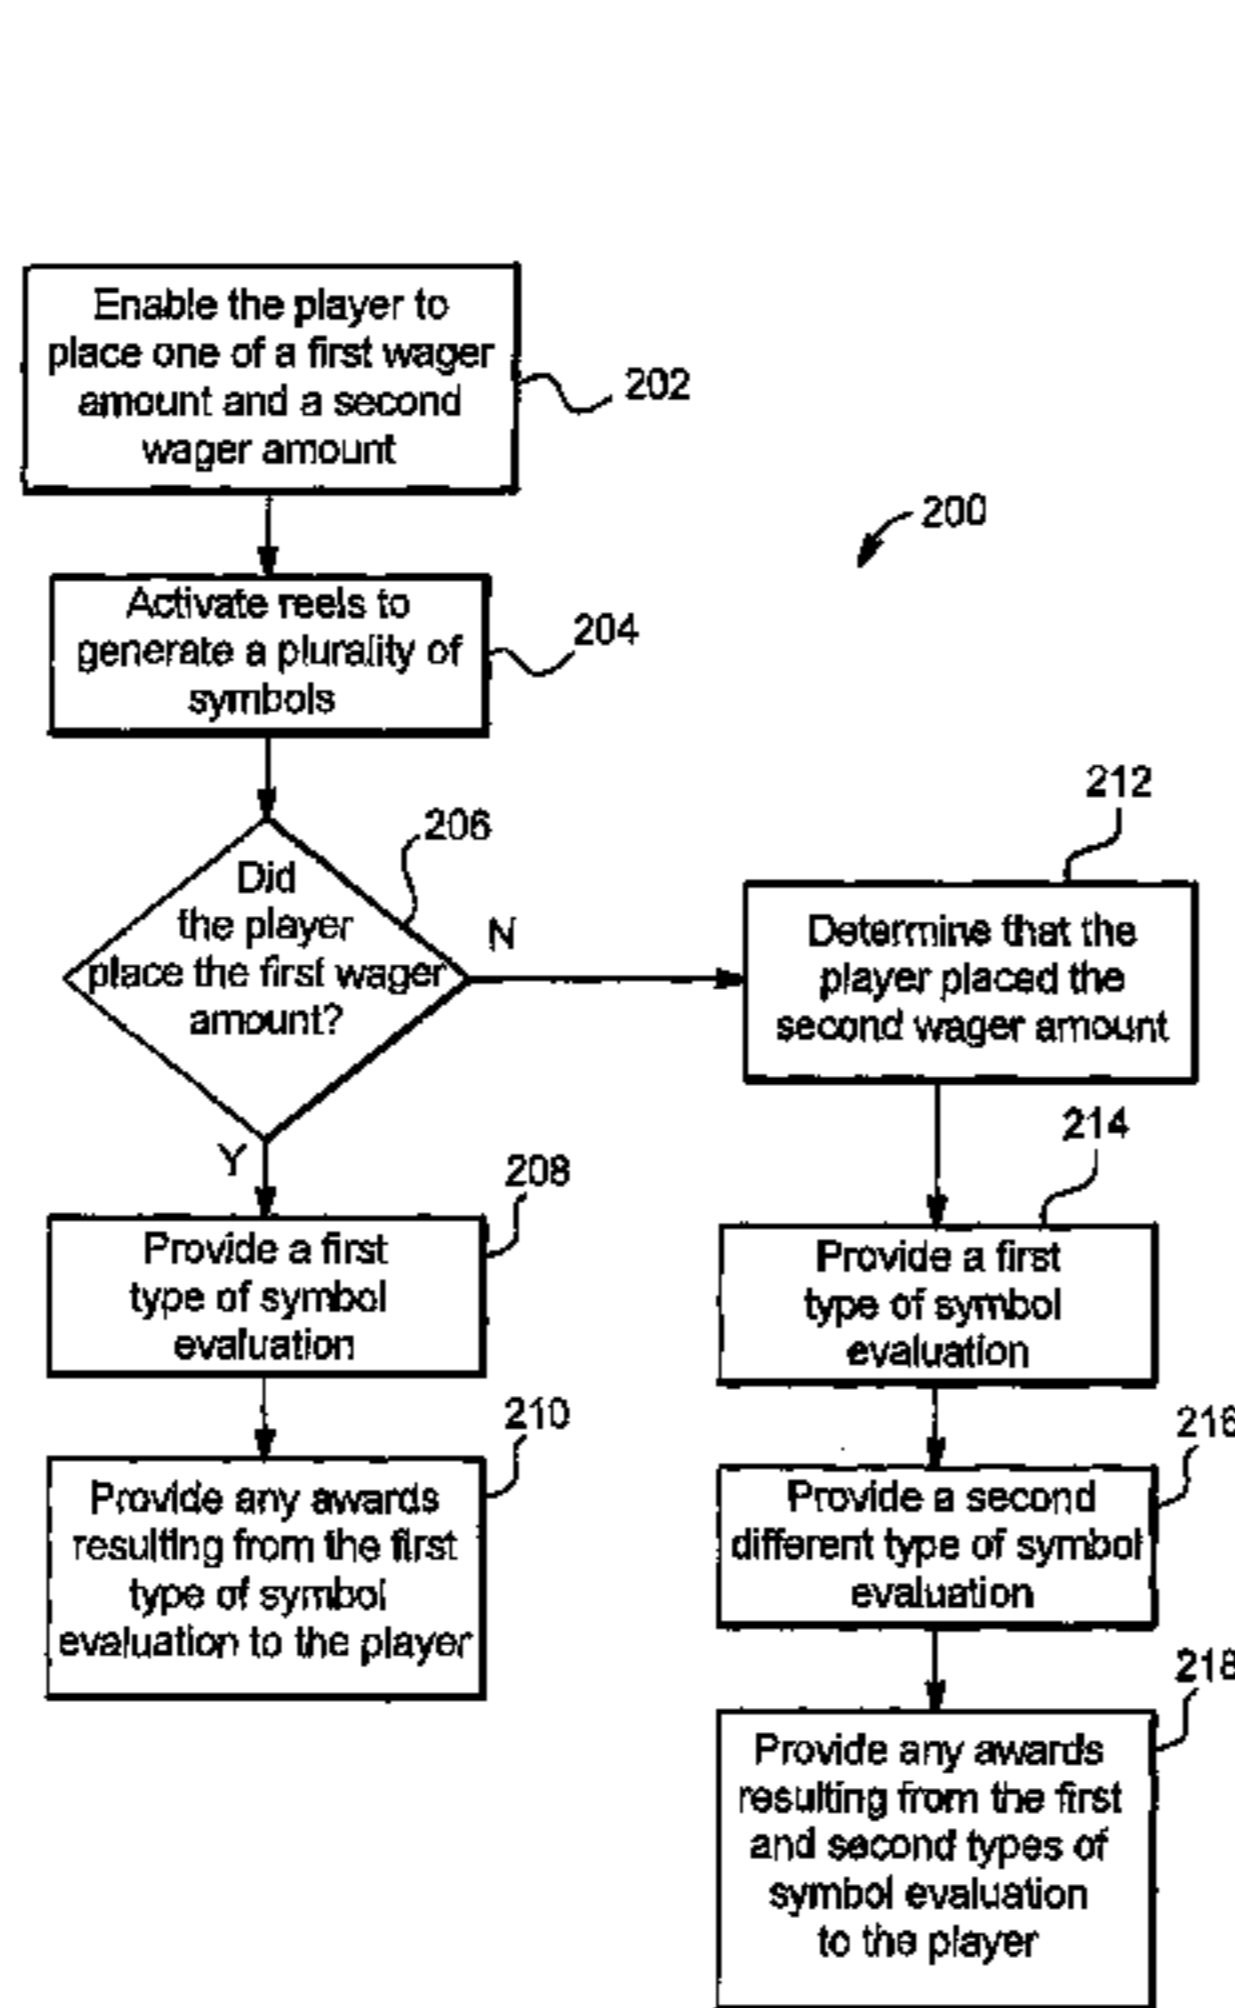 Enable the player to
place one of a first wager
amount and a second
wager amount
202
200
Activate reels to
generate a plurality of
symbols
204
206
Did
the player
place the first wager
amount?
N
Y
212
Determine that the
player placed the
second wager amount
208
Provide a first
type of symbol
evaluation
210
Provide any awards
resulting from the first
type of symbol
evaluation to the player
214
Provide a first
type of symbol
evaluation
216
Provide a second
different type of symbol
evaluation
218
Provide any awards
resulting from the first
and second types of
symbol evaluation
to the player